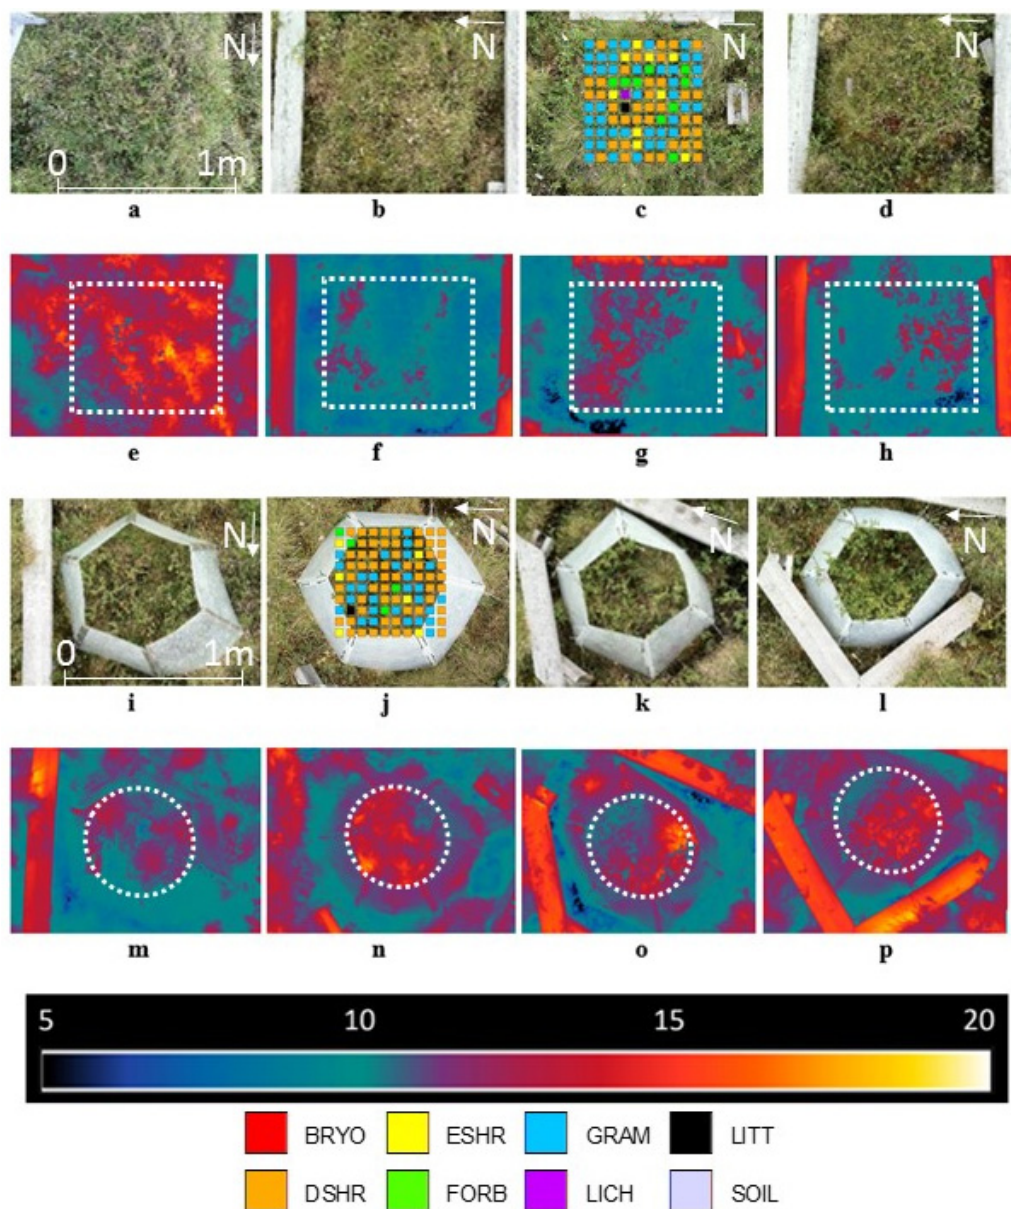 N N N N
0 1m
a b c d
e f g h
N N N N
0 1m
i j k l
m n o p
5 10 15 20
BRYO ESHR GRAM LITT
DSHR FORB LICH SOIL